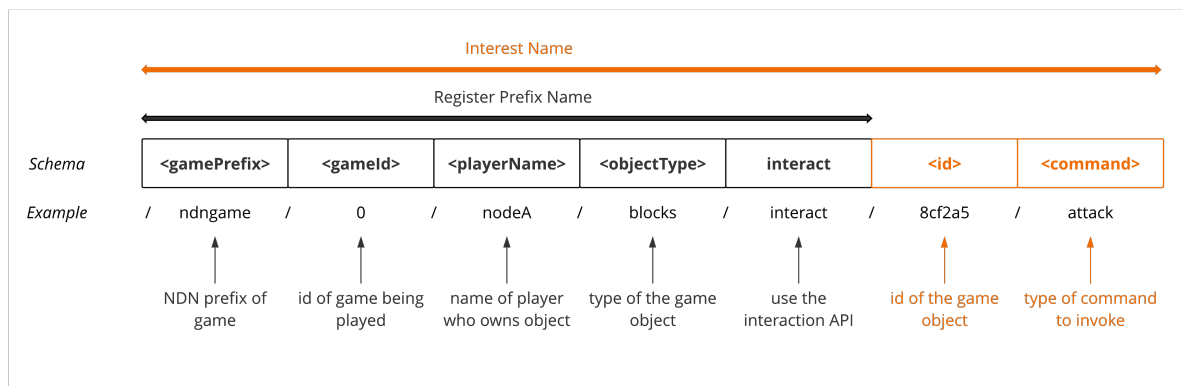 Interest Name
Register Prefix Name
Schema <gamePrefix> <gameId> <playerName> <objectType> interact <id> <command>
Example / ndngame / 0 / nodeA / blocks / interact / 8cf2a5 / attack
NDN prefix of game
id of game being played
name of player who owns object
type of the game object
use the interaction API
id of the game object
type of command to invoke